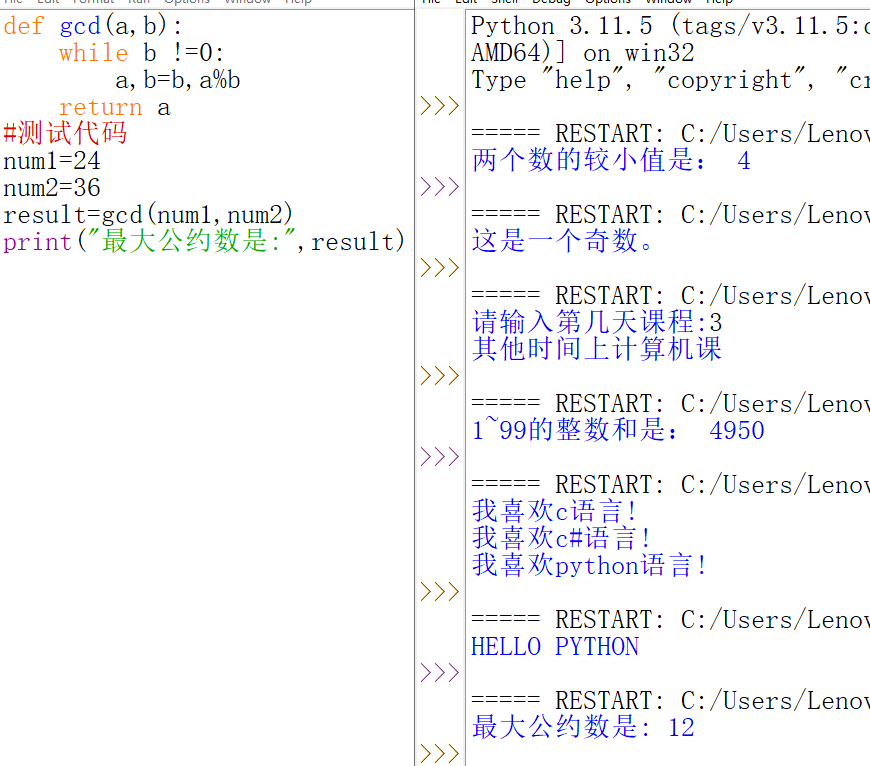 def gcd(a,b):
while b !=0:
a,b=b,a%b
return a
#测试代码
num1=24
num2=36
result=gcd(num1,num2)
print("最大公约数是:",result)
Python 3.11.5 (tags/v3.11.5:
AMD64)] on win32
Type "help", "copyright", "cr
>>>
===== RESTART: C:/Users/Lenov
两个数的较小值是： 4
>>>
===== RESTART: C:/Users/Lenov
这是一个奇数。
>>>
===== RESTART: C:/Users/Lenov
请输入第几天课程:3
其他时间上计算机课
>>>
===== RESTART: C:/Users/Lenov
1~99的整数和是： 4950
>>>
===== RESTART: C:/Users/Lenov
我喜欢c语言!
我喜欢c#语言!
我喜欢python语言!
>>>
===== RESTART: C:/Users/Lenov
HELLO PYTHON
>>>
===== RESTART: C:/Users/Lenov
最大公约数是: 12
>>>